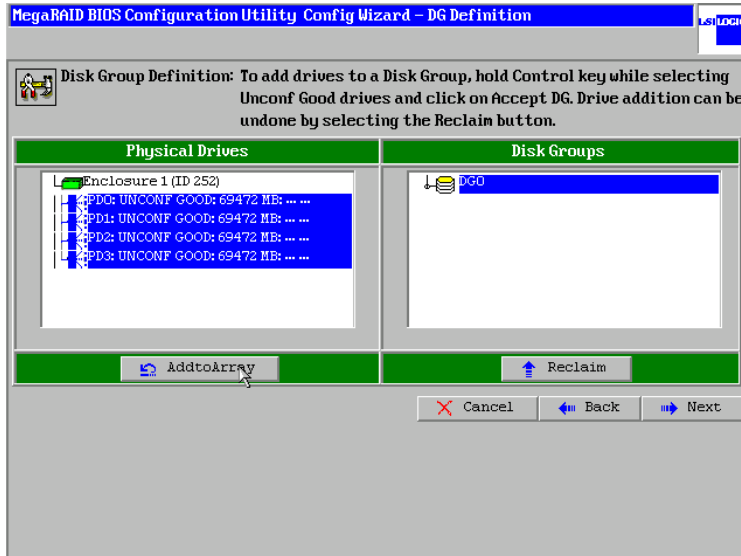 MegaRAID BIOS Configuration Utility Config Wizard – DG Definition
LSI LOGIC
Disk Group Definition: To add drives to a Disk Group, hold Control key while selecting
Unconf Good drives and click on Accept DG. Drive addition can be
undone by selecting the Reclaim button.
Physical Drives
Disk Groups
Enclosure 1 (ID 252)
PD0: UNCONF GOOD: 69472 MB: ... ...
PD1: UNCONF GOOD: 69472 MB: ... ...
PD2: UNCONF GOOD: 69472 MB: ... ...
PD3: UNCONF GOOD: 69472 MB: ... ...
DG0
AddtoArray
Reclaim
Cancel
Back
Next